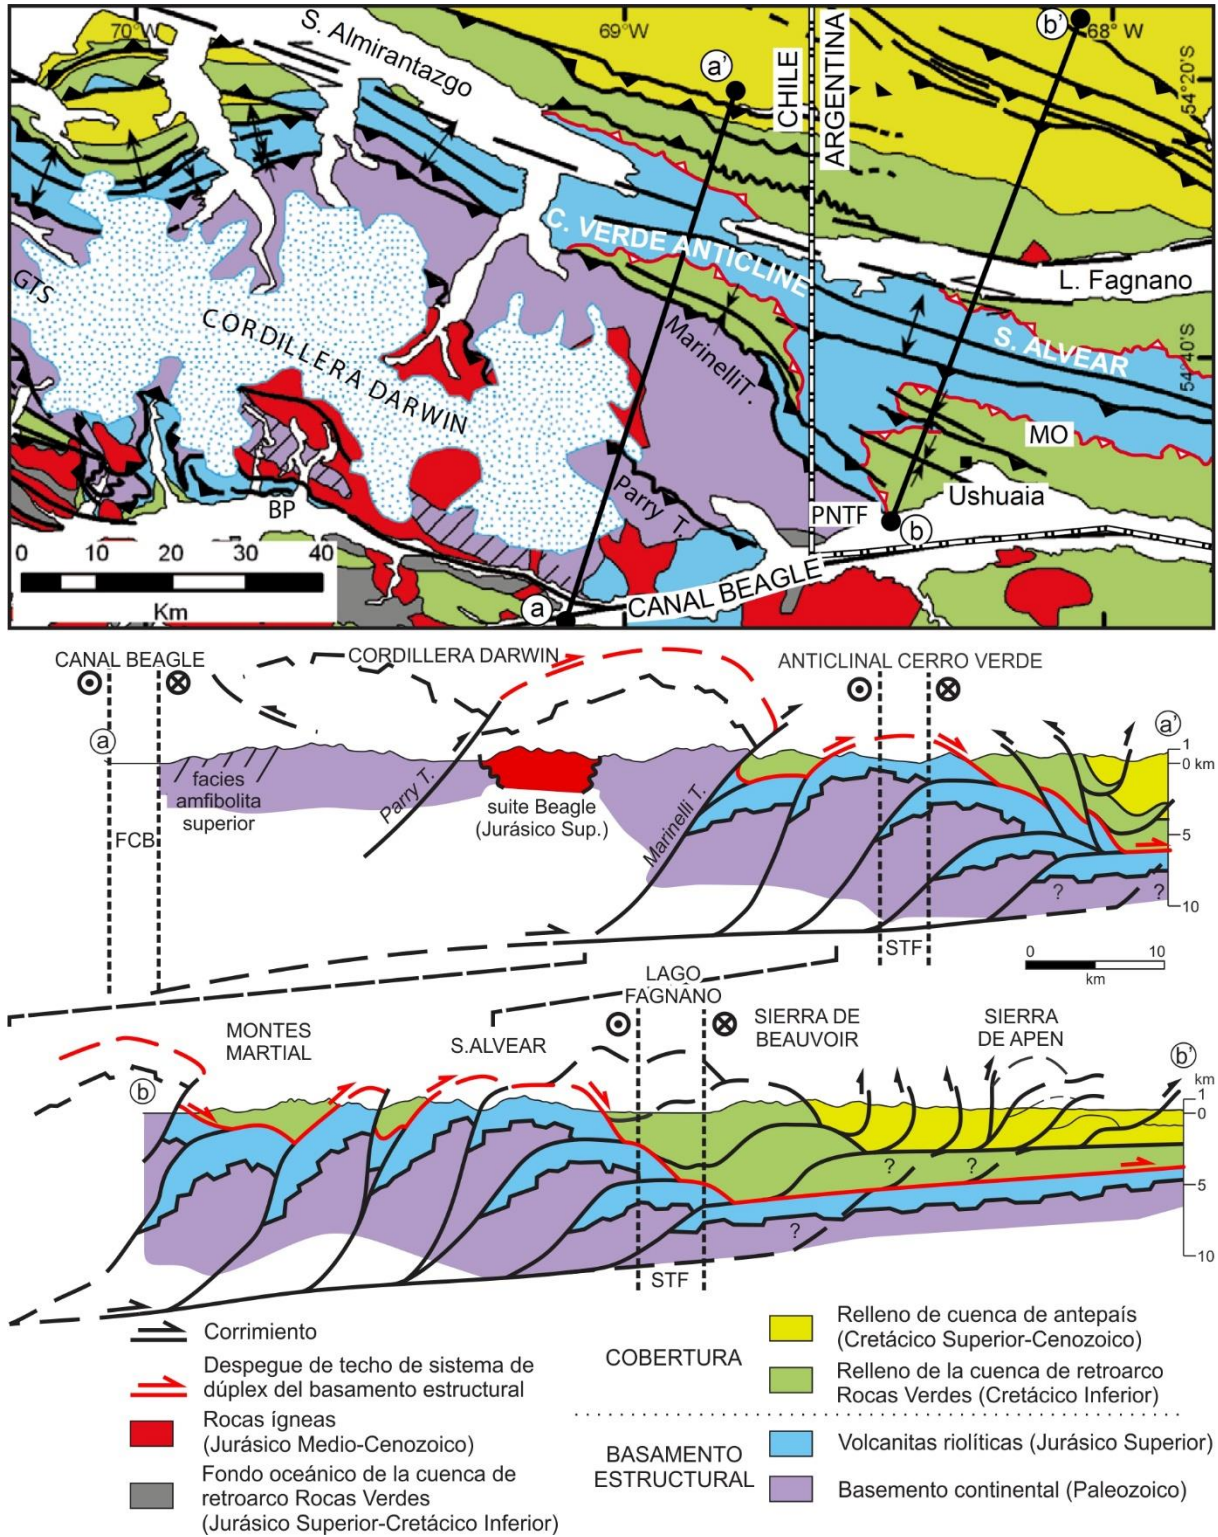 70°W
69°W
68° W
S. Almirantazgo
a'
b'
CHILE
ARGENTINA
54°20'S
C. VERDE ANTICLINE
L. Fagnano
GTS
CORDILLERA DARWIN
Marinelli T.
S. ALVEAR
54°40'S
MO
Parry T.
Ushuaia
PNTF
b
BP
0 10 20 30 40
Km
a
CANAL BEAGLE
CANAL BEAGLE
CORDILLERA DARWIN
ANTICLINAL CERRO VERDE
a
a'
1
0 km
facies
amfibolita
superior
Parry T.
suite Beagle
(Jurásico Sup.)
Marinelli T.
FCB
5
? ?
10
STF
0 10
km
LAGO
FAGNANO
MONTES
MARTIAL
S.ALVEAR
SIERRA DE
BEAUVOIR
SIERRA
DE APEN
b
b'
km
1
0
? ?
5
?
10
STF
Corrimiento
Despegue de techo de sistema de
dúplex del basamento estructural
Rocas ígneas
(Jurásico Medio-Cenozoico)
Fondo oceánico de la cuenca de
retroarco Rocas Verdes
(Jurásico Superior-Cretácico Inferior)
COBERTURA
Relleno de cuenca de antepaís
(Cretácico Superior-Cenozoico)
Relleno de la cuenca de retroarco
Rocas Verdes (Cretácico Inferior)
BASAMENTO
ESTRUCTURAL
Volcanitas riolíticas (Jurásico Superior)
Basemento continental (Paleozoico)